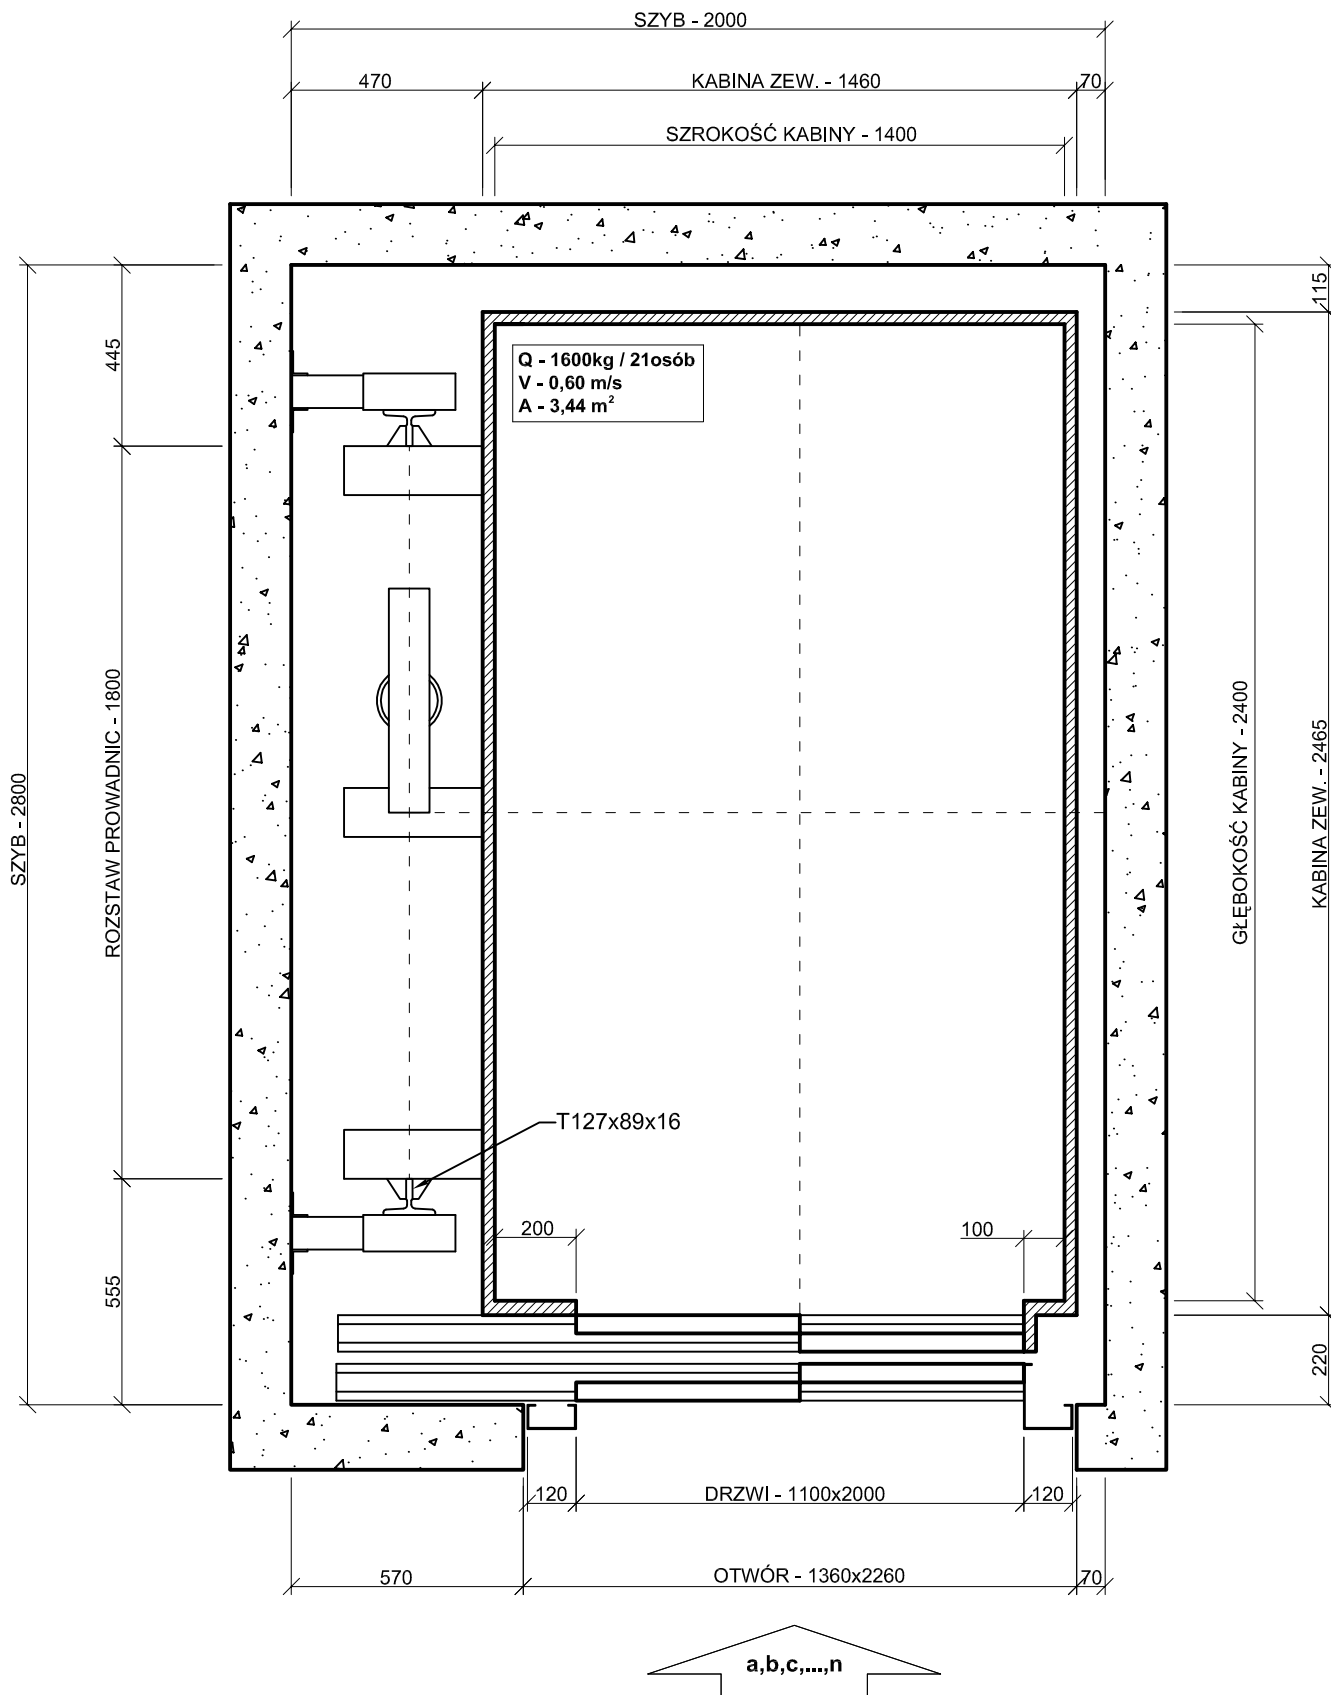 SZYB - 2000
470
KABINA ZEW. - 1460
70
SZROKOŚĆ KABINY - 1400
115
445
Q - 1600kg / 21osób
V - 0,60 m/s
A - 3,44 m²
SZYB - 2800
ROZSTAW PROWADNIC - 1800
GŁĘBOKOŚĆ KABINY - 2400
KABINA ZEW. - 2465
T127x89x16
555
200
100
220
120
DRZWI - 1100x2000
120
570
OTWÓR - 1360x2260
70
a,b,c,...,n